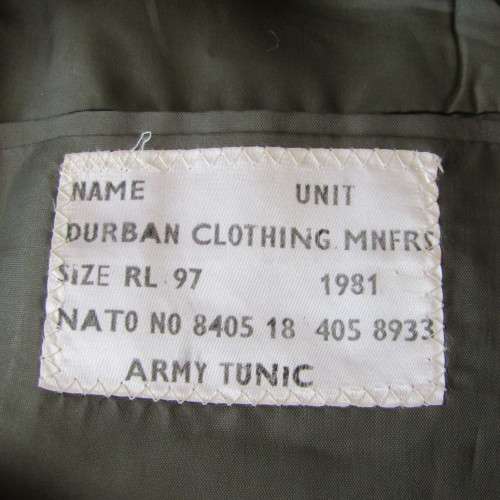 NAME UNIT
DURBAN CLOTHING MNFRS
SIZE RL 97 1981
NATO NO 8405 18 405 8933
ARMY TUNIC